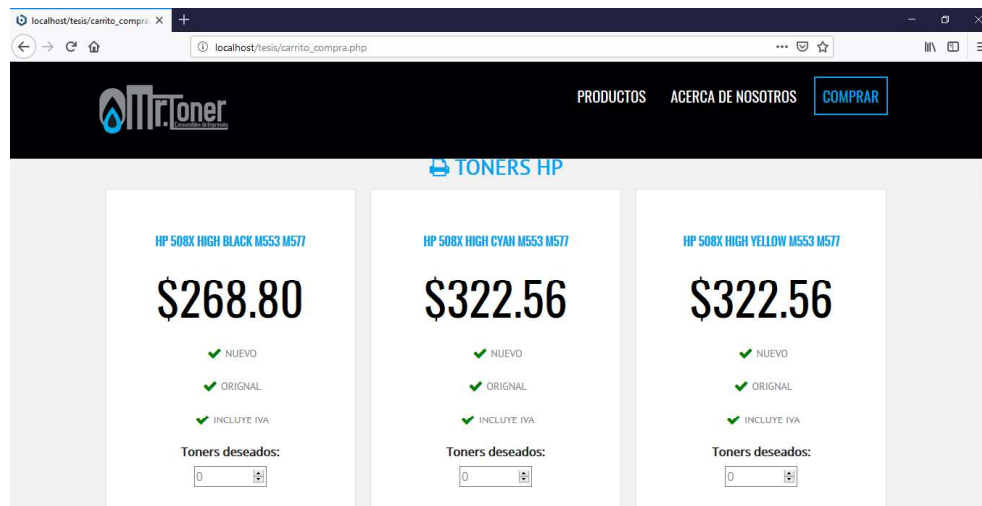 localhost/tesis/carrito_compra
localhost/tesis/carrito_compra.php
Mr.Toner
Consumibles de Impresión
PRODUCTOS ACERCA DE NOSOTROS COMPRAR
TONERS HP
HP 508X HIGH BLACK M553 M577
$268.80
NUEVO
ORIGNAL
INCLUYE IVA
Toners deseados:
0
HP 508X HIGH CYAN M553 M577
$322.56
NUEVO
ORIGNAL
INCLUYE IVA
Toners deseados:
0
HP 508X HIGH YELLOW M553 M577
$322.56
NUEVO
ORIGNAL
INCLUYE IVA
Toners deseados:
0